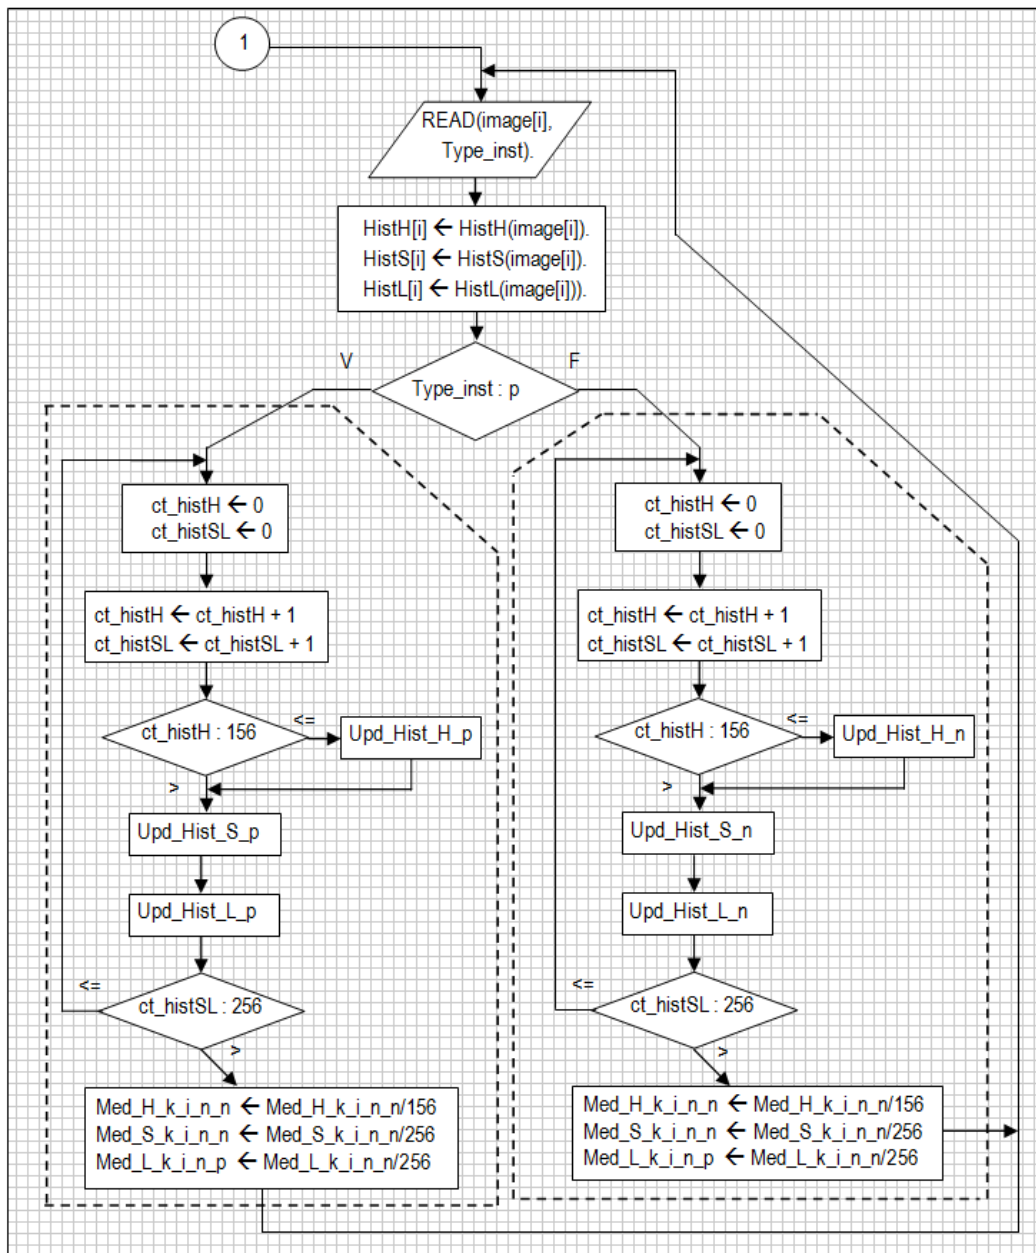 1
READ(image[i],
Type_inst).
HistH[i] ← HistH(image[i]).
HistS[i] ← HistS(image[i]).
HistL[i] ← HistL(image[i])).
V
F
Type_inst : p
ct_histH ← 0
ct_histSL ← 0
ct_histH ← ct_histH + 1
ct_histSL ← ct_histSL + 1
ct_histH : 156
<=
Upd_Hist_H_p
>
Upd_Hist_S_p
Upd_Hist_L_p
<=
ct_histSL : 256
>
Med_H_k_i_n_n ← Med_H_k_i_n_n/156
Med_S_k_i_n_n ← Med_S_k_i_n_n/256
Med_L_k_i_n_p ← Med_L_k_i_n_n/256
ct_histH ← 0
ct_histSL ← 0
ct_histH ← ct_histH + 1
ct_histSL ← ct_histSL + 1
ct_histH : 156
<=
Upd_Hist_H_n
>
Upd_Hist_S_n
Upd_Hist_L_n
<=
ct_histSL : 256
>
Med_H_k_i_n_n ← Med_H_k_i_n_n/156
Med_S_k_i_n_n ← Med_S_k_i_n_n/256
Med_L_k_i_n_p ← Med_L_k_i_n_n/256